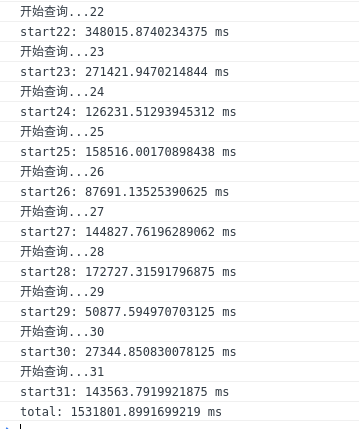 开始查询...22
start22: 348015.8740234375 ms
开始查询...23
start23: 271421.9470214844 ms
开始查询...24
start24: 126231.51293945312 ms
开始查询...25
start25: 158516.00170898438 ms
开始查询...26
start26: 87691.13525390625 ms
开始查询...27
start27: 144827.76196289062 ms
开始查询...28
start28: 172727.31591796875 ms
开始查询...29
start29: 50877.594970703125 ms
开始查询...30
start30: 27344.850830078125 ms
开始查询...31
start31: 143563.7919921875 ms
total: 1531801.8991699219 ms